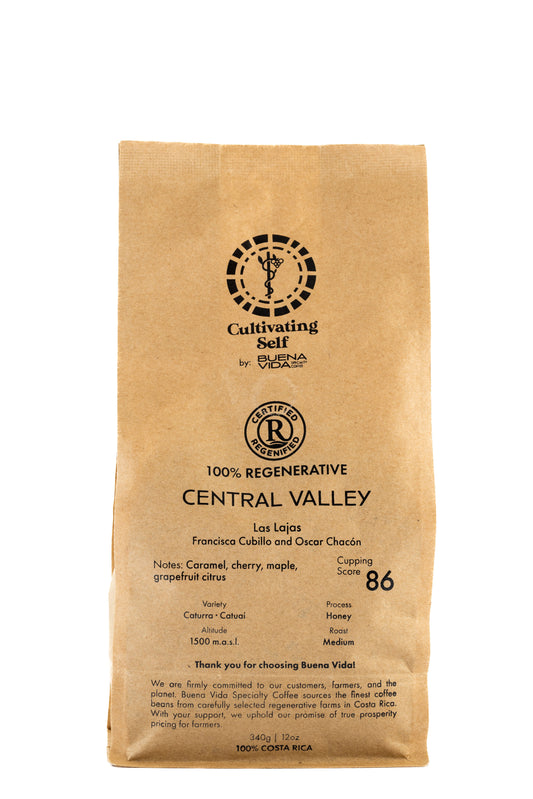 Cultivating
Self
by: BUENA VIDA SPECIALTY COFFEE
CERTIFIED
R
REGENIFIED
100% REGENERATIVE
CENTRAL VALLEY
Las Lajas
Francisca Cubillo and Oscar Chacón
Notes: Caramel, cherry, maple,
grapefruit citrus
Cupping
Score 86
Variety
Caturra • Catuai
Process
Honey
Altitude
1500 m.a.s.l.
Roast
Medium
Thank you for choosing Buena Vida!
We are firmly committed to our customers, farmers, and the
planet. Buena Vida Specialty Coffee sources the finest coffee
beans from carefully selected regenerative farms in Costa Rica.
With your support, we uphold our promise of true prosperity
pricing for farmers.
340g | 12oz
100% COSTA RICA